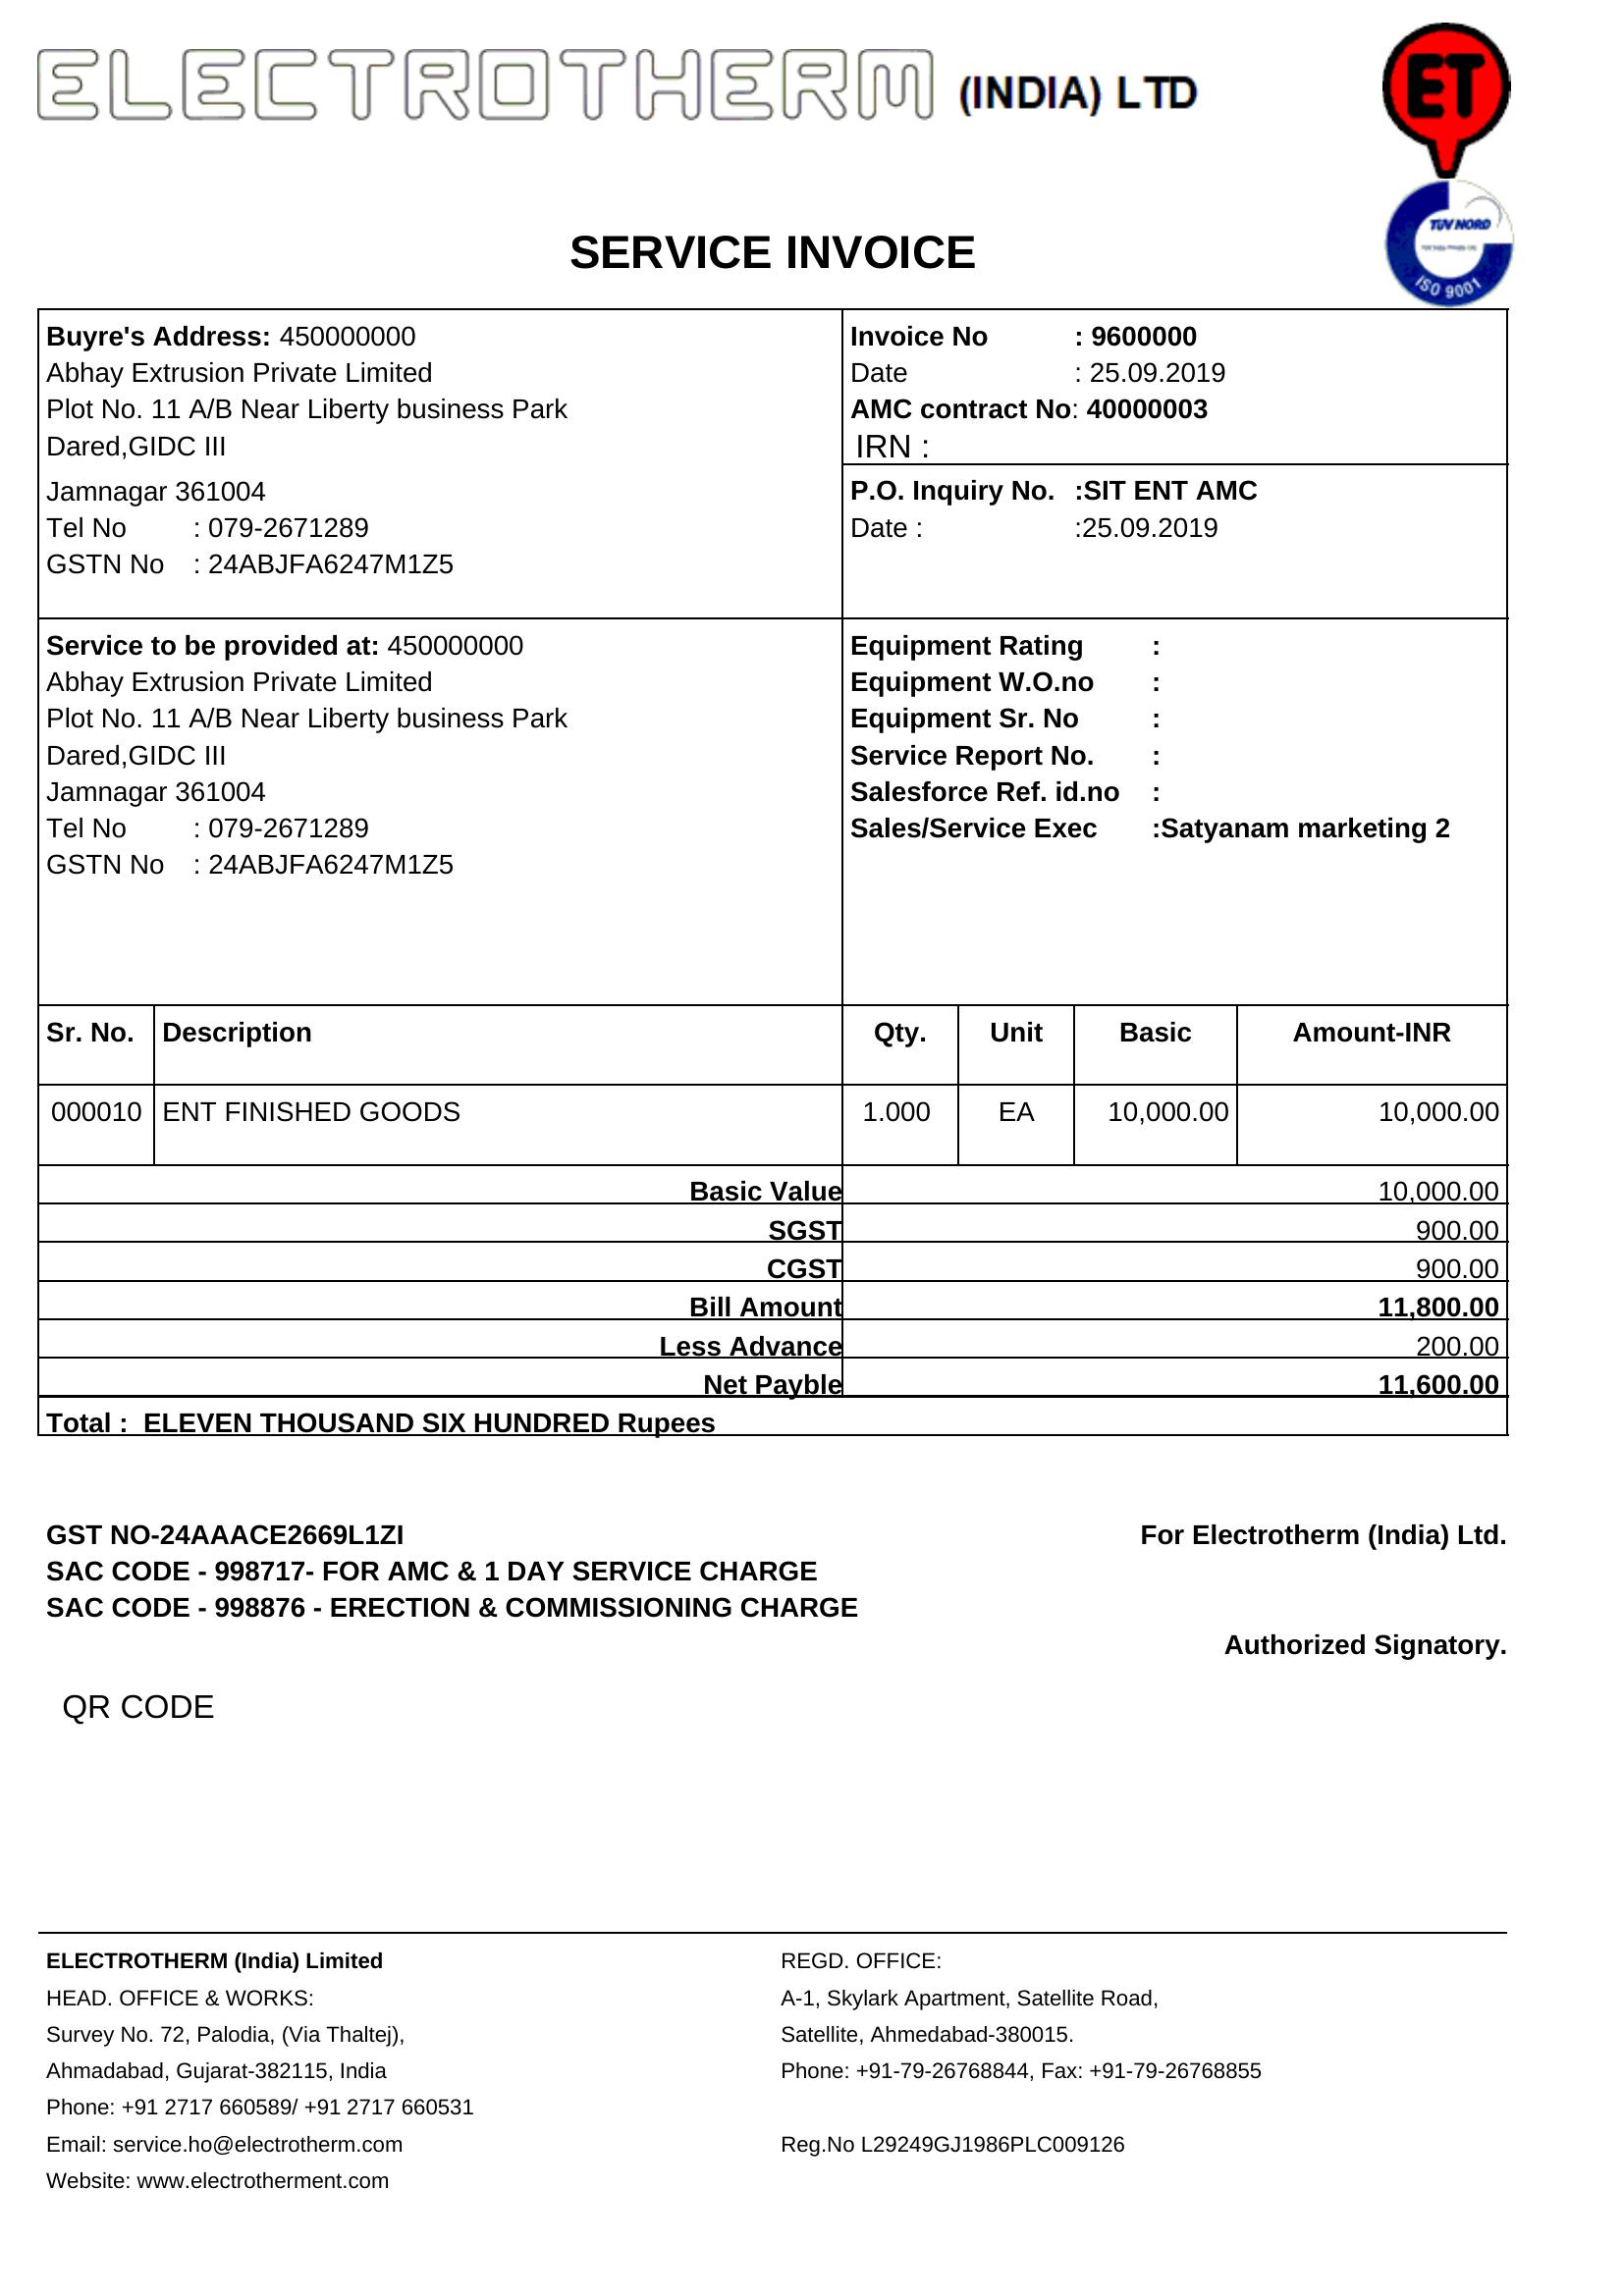 ELECTROTHERM (INDIA) LTD
ET
TÜV NORD
ISO 9001
SERVICE INVOICE
Buyre's Address: 450000000
Abhay Extrusion Private Limited
Plot No. 11 A/B Near Liberty business Park
Dared,GIDC III
Jamnagar 361004
Tel No : 079-2671289
GSTN No : 24ABJFA6247M1Z5
Invoice No : 9600000
Date : 25.09.2019
AMC contract No: 40000003
IRN :
P.O. Inquiry No. :SIT ENT AMC
Date : :25.09.2019
Service to be provided at: 450000000
Abhay Extrusion Private Limited
Plot No. 11 A/B Near Liberty business Park
Dared,GIDC III
Jamnagar 361004
Tel No : 079-2671289
GSTN No : 24ABJFA6247M1Z5
Equipment Rating :
Equipment W.O.no :
Equipment Sr. No :
Service Report No. :
Salesforce Ref. id.no :
Sales/Service Exec :Satyanam marketing 2
Sr. No. Description Qty. Unit Basic Amount-INR
000010 ENT FINISHED GOODS 1.000 EA 10,000.00 10,000.00
Basic Value 10,000.00
SGST 900.00
CGST 900.00
Bill Amount 11,800.00
Less Advance 200.00
Net Payble 11,600.00
Total : ELEVEN THOUSAND SIX HUNDRED Rupees
GST NO-24AAACE2669L1ZI For Electrotherm (India) Ltd.
SAC CODE - 998717- FOR AMC & 1 DAY SERVICE CHARGE
SAC CODE - 998876 - ERECTION & COMMISSIONING CHARGE
Authorized Signatory.
QR CODE
ELECTROTHERM (India) Limited
HEAD. OFFICE & WORKS:
Survey No. 72, Palodia, (Via Thaltej),
Ahmadabad, Gujarat-382115, India
Phone: +91 2717 660589/ +91 2717 660531
Email: service.ho@electrotherm.com
Website: www.electrotherment.com
REGD. OFFICE:
A-1, Skylark Apartment, Satellite Road,
Satellite, Ahmedabad-380015.
Phone: +91-79-26768844, Fax: +91-79-26768855
Reg.No L29249GJ1986PLC009126